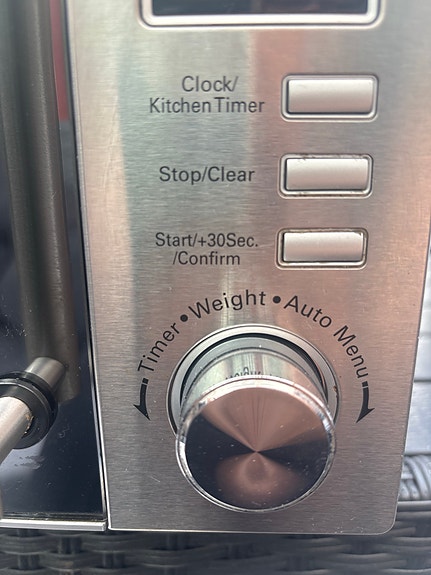 Clock/
Kitchen Timer
Stop/Clear
Start/+30Sec.
/Confirm
Timer•Weight•Auto Menu